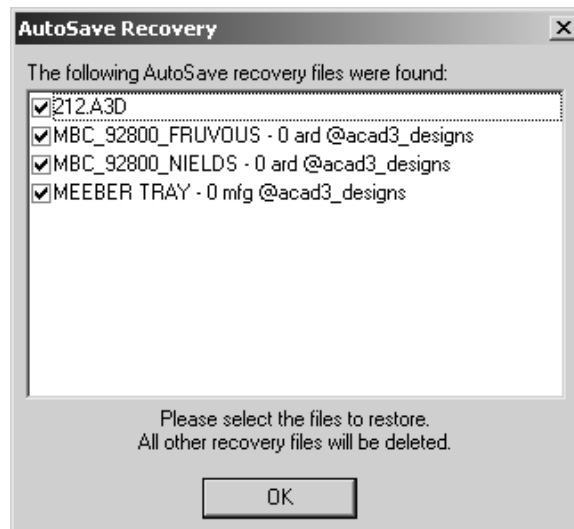 AutoSave Recovery
The following AutoSave recovery files were found:
212.A3D
MBC_92800_FRUVOUS - 0 ard @acad3_designs
MBC_92800_NIELDS - 0 ard @acad3_designs
MEEBER TRAY - 0 mfg @acad3_designs
Please select the files to restore.
All other recovery files will be deleted.
OK